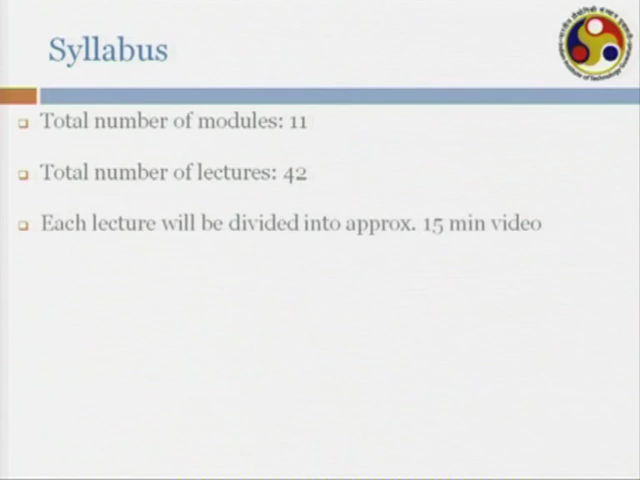 Syllabus
Total number of modules: 11
Total number of lectures: 42
Each lecture will be divided into approx. 15 min video